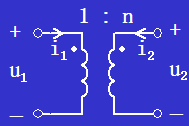 1 : n
+ +
i₁ i₂
u₁ u₂
− −